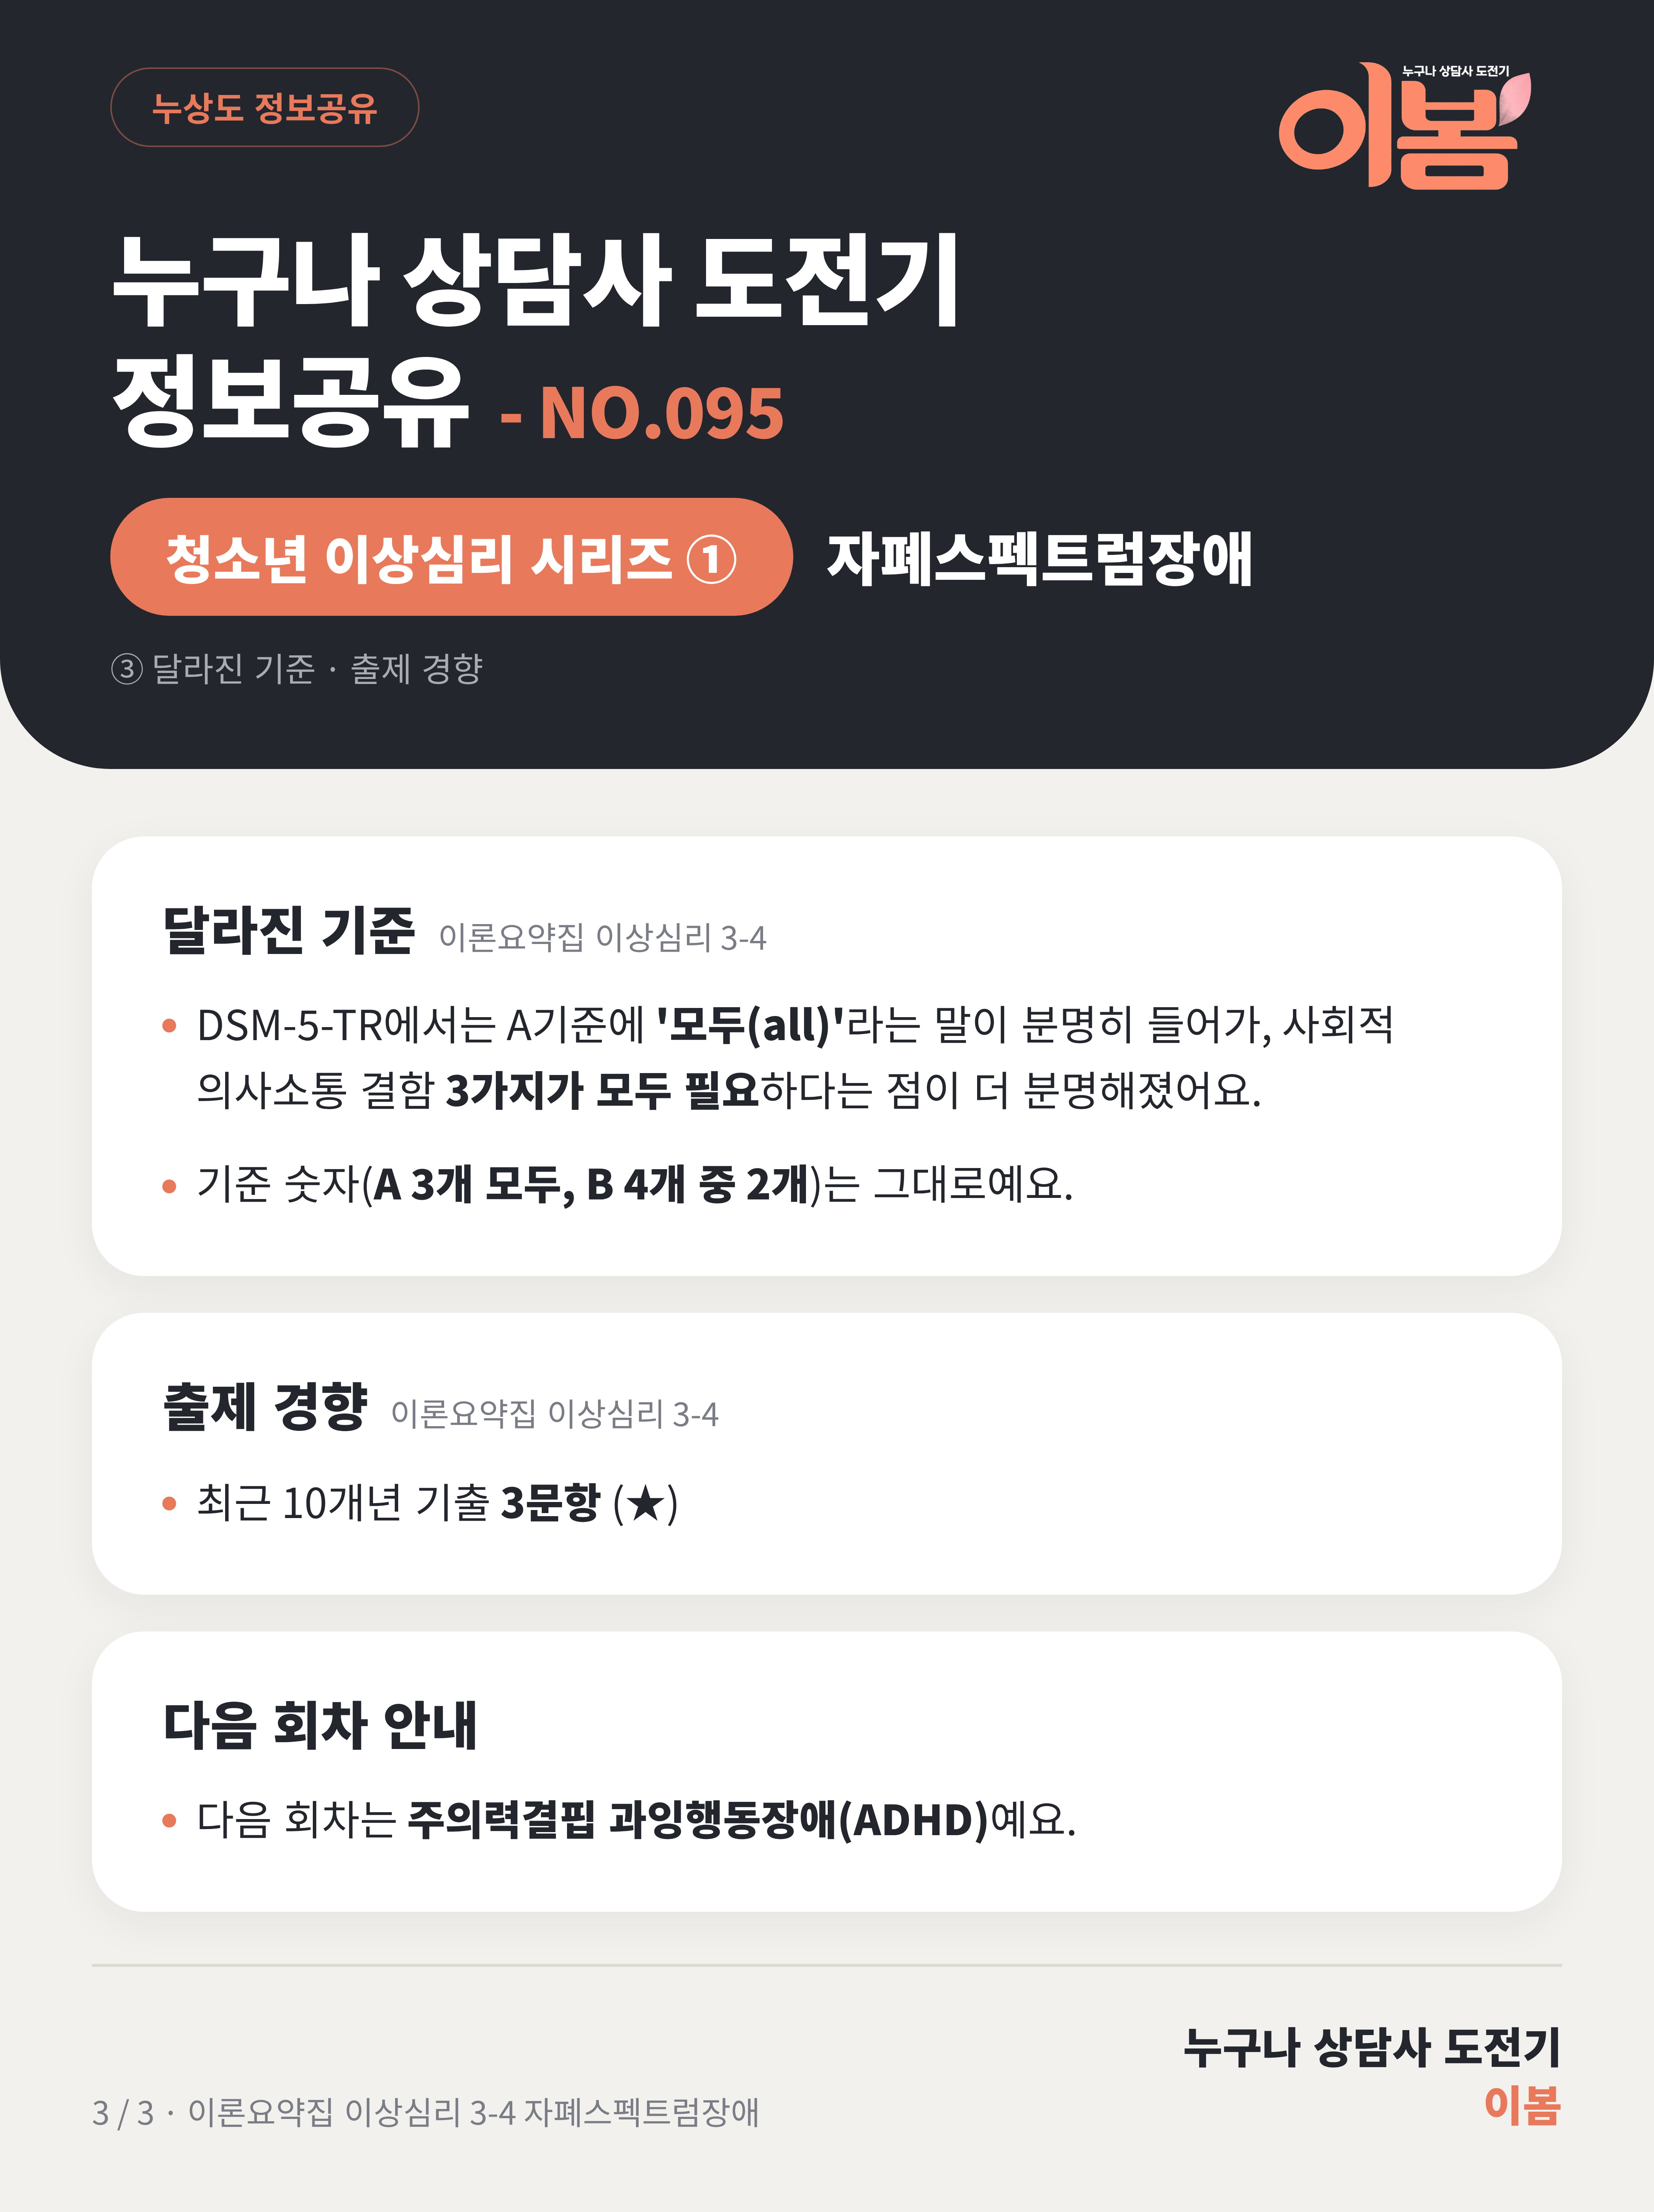 누상도 정보공유
누구나 상담사 도전기
이봄
누구나 상담사 도전기
정보공유 - NO.095
청소년 이상심리 시리즈 ① 자폐스펙트럼장애
③ 달라진 기준 · 출제 경향
달라진 기준 이론요약집 이상심리 3-4
• DSM-5-TR에서는 A기준에 '모두(all)'라는 말이 분명히 들어가, 사회적
의사소통 결함 3가지가 모두 필요하다는 점이 더 분명해졌어요.
• 기준 숫자(A 3개 모두, B 4개 중 2개)는 그대로예요.
출제 경향 이론요약집 이상심리 3-4
• 최근 10개년 기출 3문항 (★)
다음 회차 안내
• 다음 회차는 주의력결핍 과잉행동장애(ADHD)예요.
누구나 상담사 도전기
이봄
3 / 3 · 이론요약집 이상심리 3-4 자폐스펙트럼장애